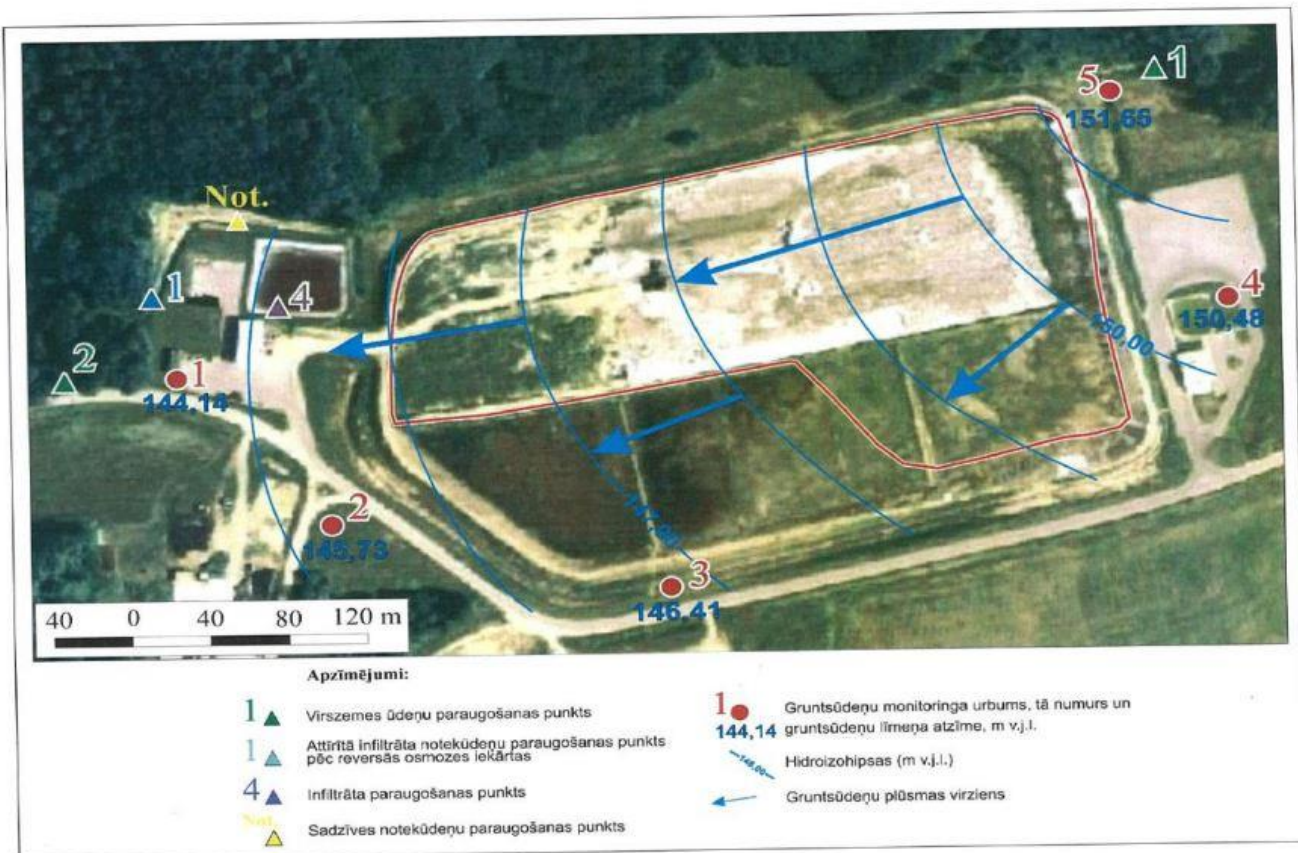 1
5
151,65
Not.
1
4
4
150,48
150,00
2
1
144,14
2
145,73
147,00
3
146,41
40 0 40 80 120 m
Apzīmējumi:
1 Virszemes ūdeņu paraugošanas punkts
1 Attīrītā infiltrāta notekūdeņu paraugošanas punkts
pēc reversās osmozes iekārtas
4 Infiltrāta paraugošanas punkts
Not. Sadzīves notekūdeņu paraugošanas punkts
1 Gruntsūdeņu monitoringa urbums, tā numurs un
144,14 gruntsūdeņu līmeņa atzīme, m v.j.l.
Hidroizohipsas (m v.j.l.)
Gruntsūdeņu plūsmas virziens